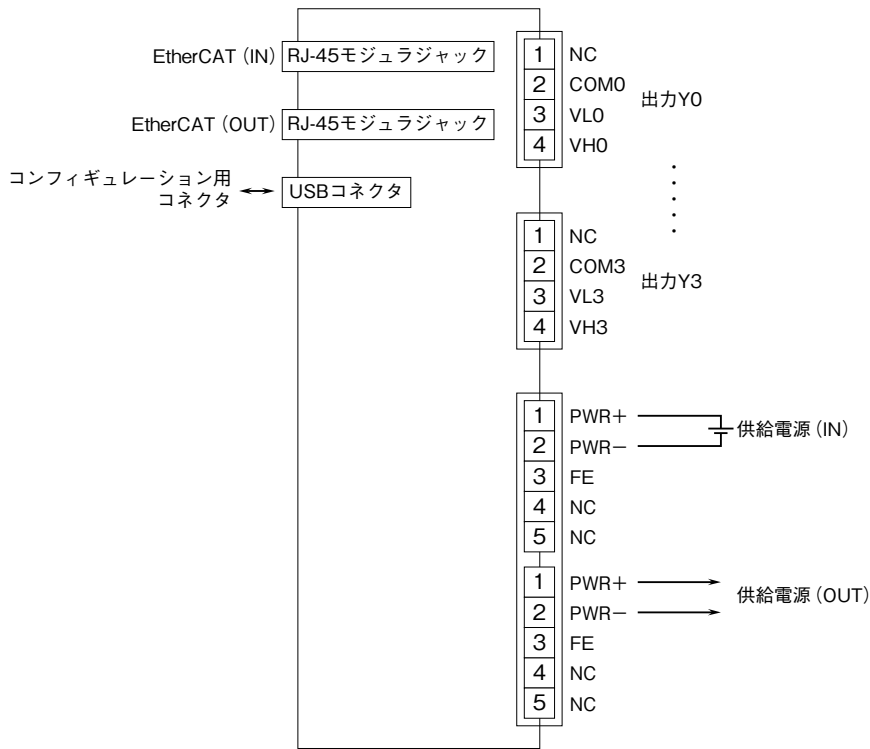 EtherCAT (IN) RJ-45モジュラジャック
EtherCAT (OUT) RJ-45モジュラジャック
コンフィギュレーション用
コネクタ
USBコネクタ
1 NC
2 COM0
3 VL0
4 VH0
出力Y0
1 NC
2 COM3
3 VL3
4 VH3
出力Y3
1 PWR+
2 PWR−
3 FE
4 NC
5 NC
供給電源 (IN)
1 PWR+
2 PWR−
3 FE
4 NC
5 NC
供給電源 (OUT)